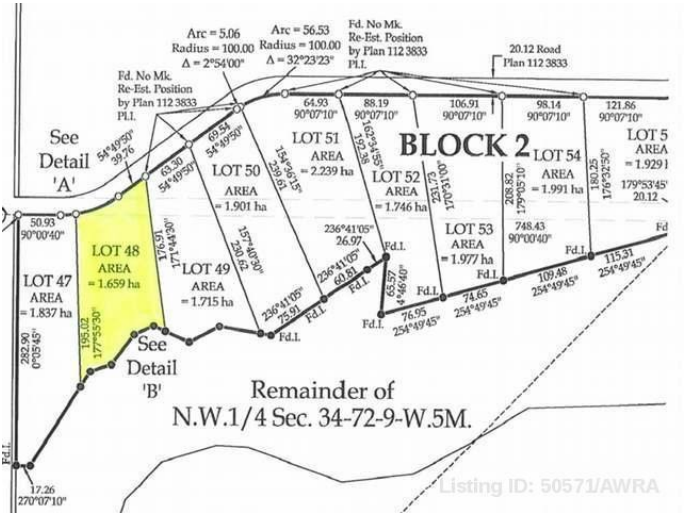 Arc = 5.06
Radius = 100.00
Δ = 2°54'00"
Arc = 56.53
Radius = 100.00
Δ = 32°23'23"
Fd. No Mk.
Re-Est. Position
by Plan 112 3833
Pl.I.
20.12 Road
Plan 112 3833
Fd. No Mk.
Re-Est. Position
by Plan 112 3833
Pl.I.
See
Detail
'A'
54°49'50"
39.76
63.30
54°49'50"
69.54
54°49'50"
64.93
90°07'10"
88.19
90°07'10"
106.91
90°07'10"
98.14
90°07'10"
121.86
90°07'10"
BLOCK 2
50.93
90°00'40"
LOT 47
AREA
= 1.837 ha
282.90
0°05'45"
LOT 48
AREA
= 1.659 ha
195.02
177°55'30"
176.91
171°44'30"
LOT 49
AREA
= 1.715 ha
157°40'30"
230.62
LOT 50
AREA
= 1.901 ha
154°36'15"
239.61
LOT 51
AREA
= 2.239 ha
162°34'55"
192.38
LOT 52
AREA
= 1.746 ha
170°31'00"
231.73
LOT 53
AREA
= 1.977 ha
208.82
179°05'10"
LOT 54
AREA
= 1.991 ha
180.25
176°32'50"
LOT 5
AREA
= 1.929 l
179°53'45"
20.12
748.43
90°00'40"
236°41'05"
26.97
236°41'05"
60.81
236°41'05"
75.91
Fd.I.
Fd.I.
Fd.I.
Fd.I.
Fd.I.
Fd.I.
Fd
65.57
4°46'40"
76.95
254°49'45"
74.65
254°49'45"
109.48
254°49'45"
115.31
254°49'45"
See
Detail
'B'
Remainder of
N.W.1/4 Sec. 34-72-9-W.5M.
Fd.I.
17.26
270°07'10"
Listing ID: 50571/AWRA